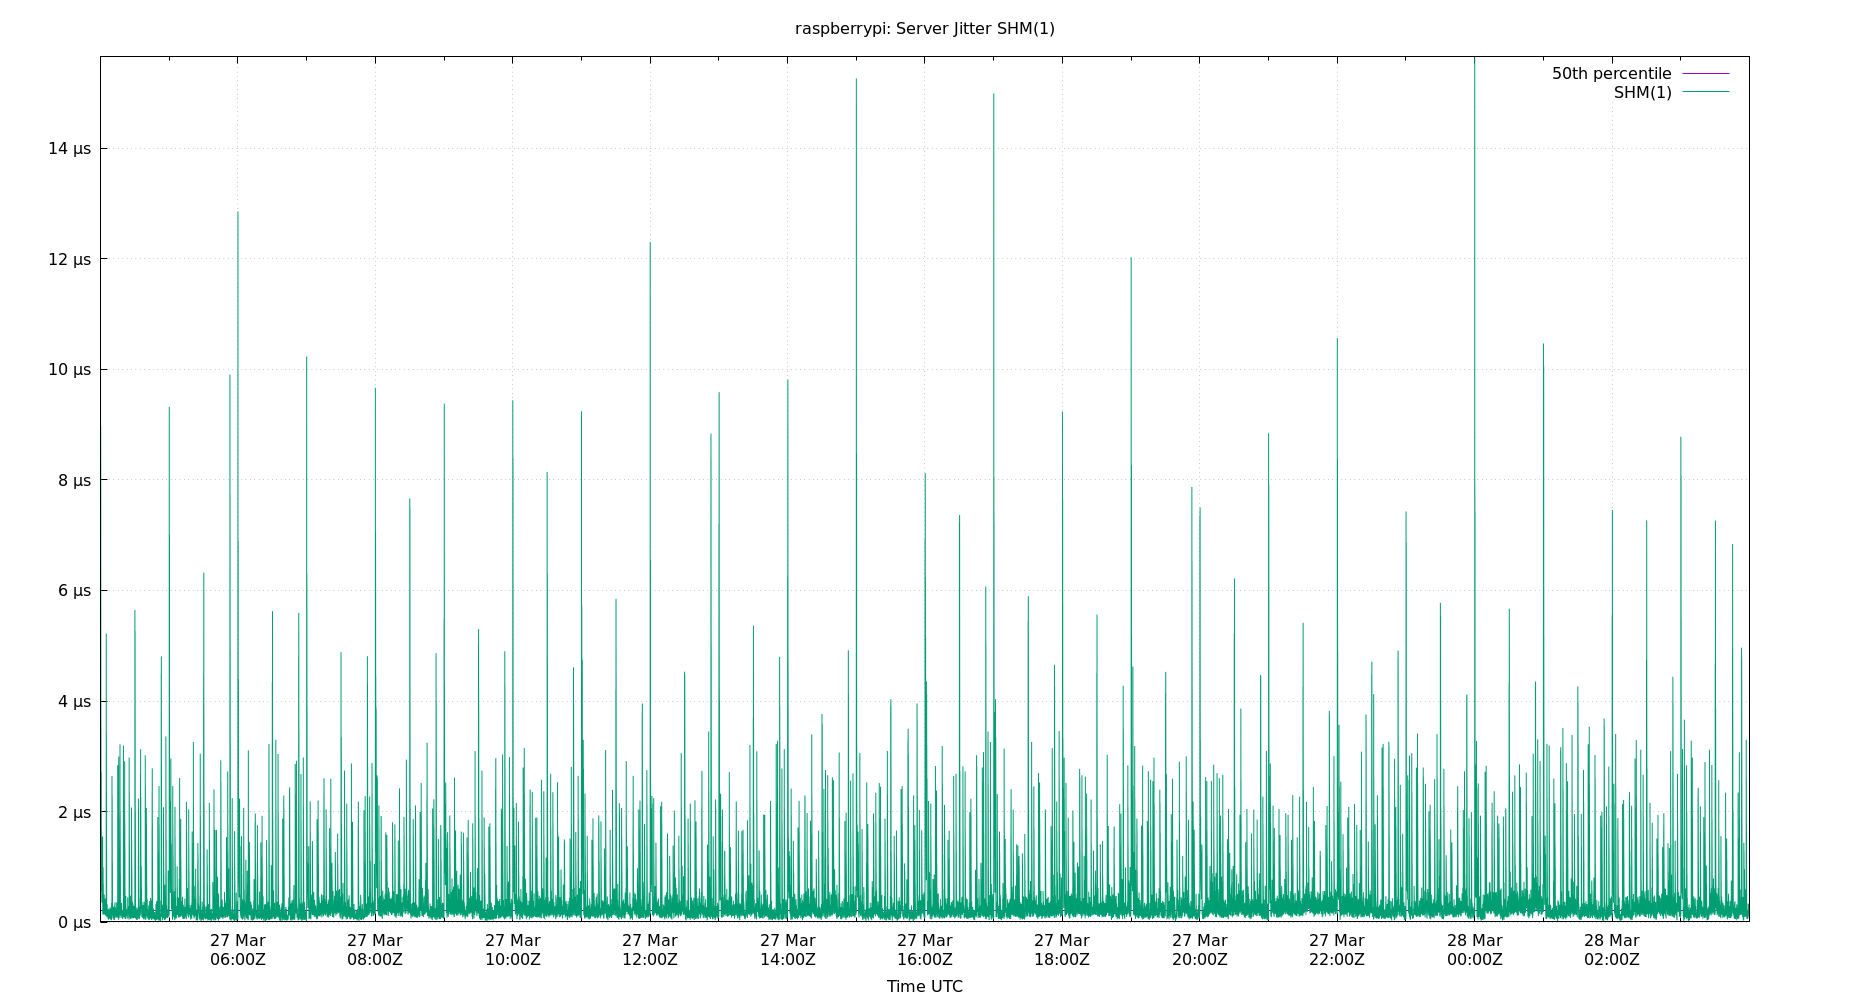 raspberrypi: Server Jitter SHM(1)
50th percentile
SHM(1)
14 µs
12 µs
10 µs
8 µs
6 µs
4 µs
2 µs
0 µs
27 Mar 27 Mar 27 Mar 27 Mar 27 Mar 27 Mar 27 Mar 27 Mar 27 Mar 28 Mar 28 Mar
06:00Z 08:00Z 10:00Z 12:00Z 14:00Z 16:00Z 18:00Z 20:00Z 22:00Z 00:00Z 02:00Z
Time UTC